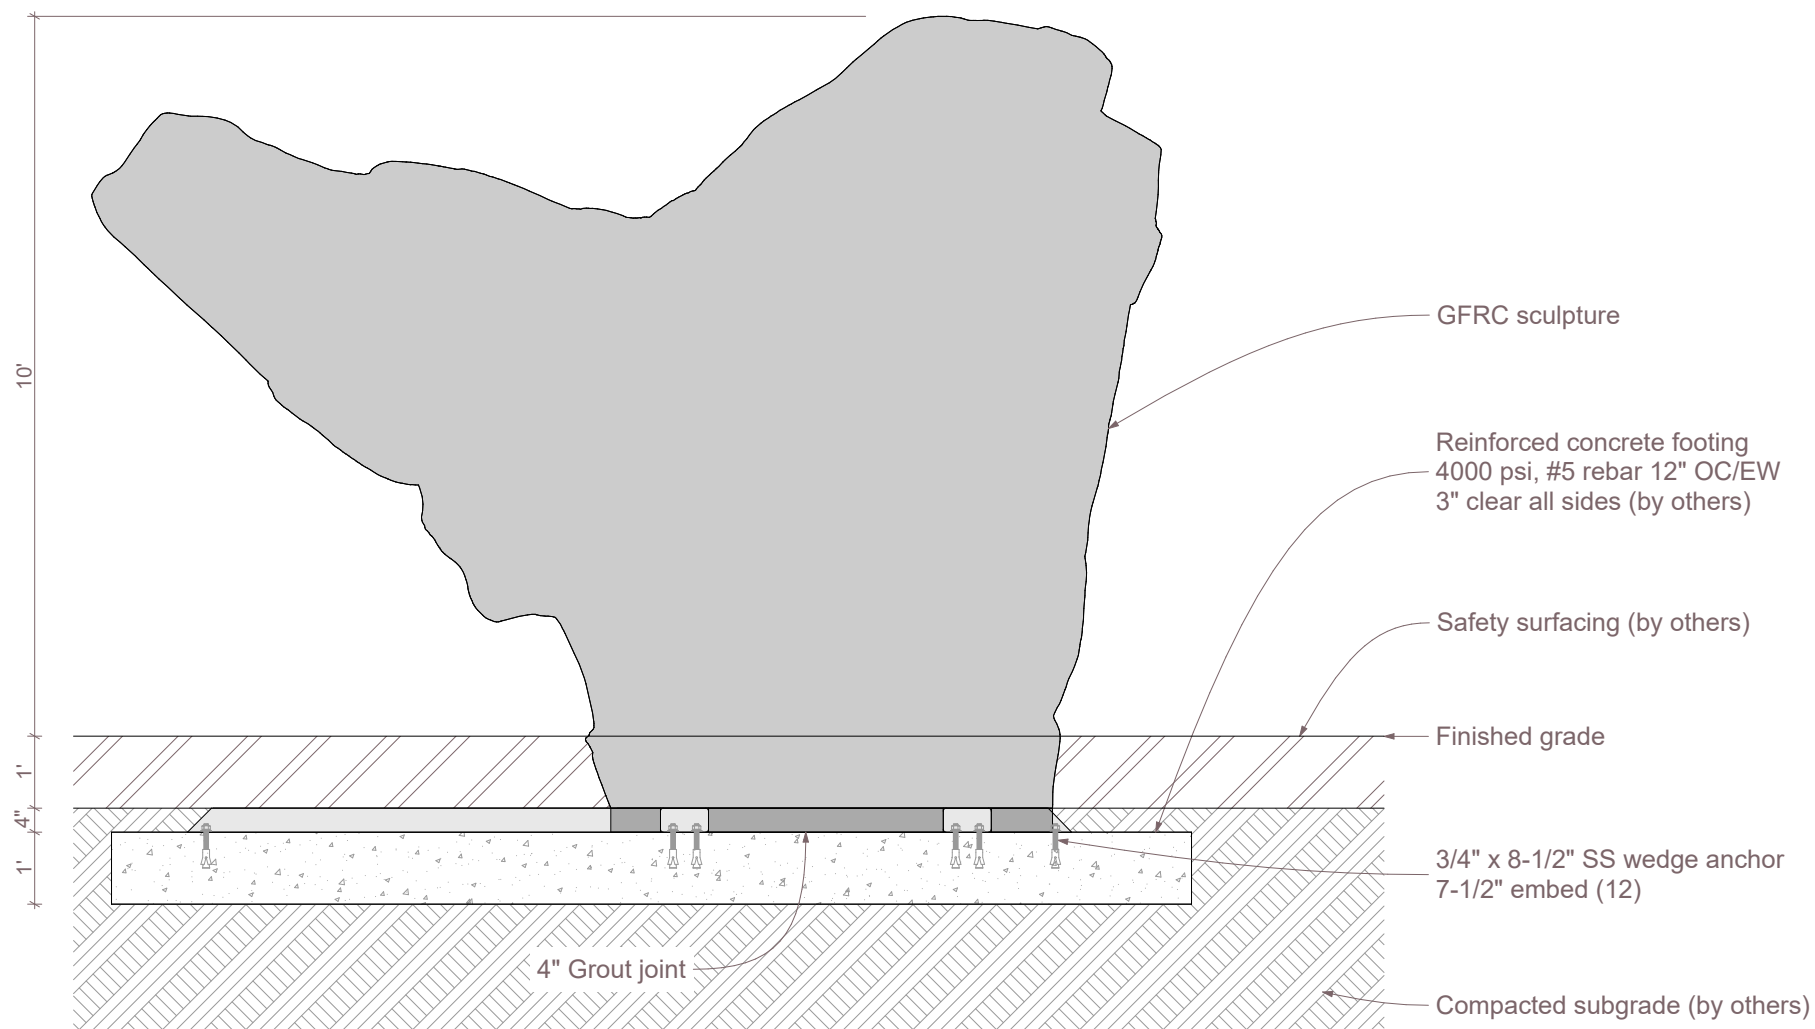 10'
GFRC sculpture
Reinforced concrete footing
4000 psi, #5 rebar 12" OC/EW
3" clear all sides (by others)
Safety surfacing (by others)
Finished grade
1'
4"
1'
3/4" x 8-1/2" SS wedge anchor
7-1/2" embed (12)
4" Grout joint
Compacted subgrade (by others)